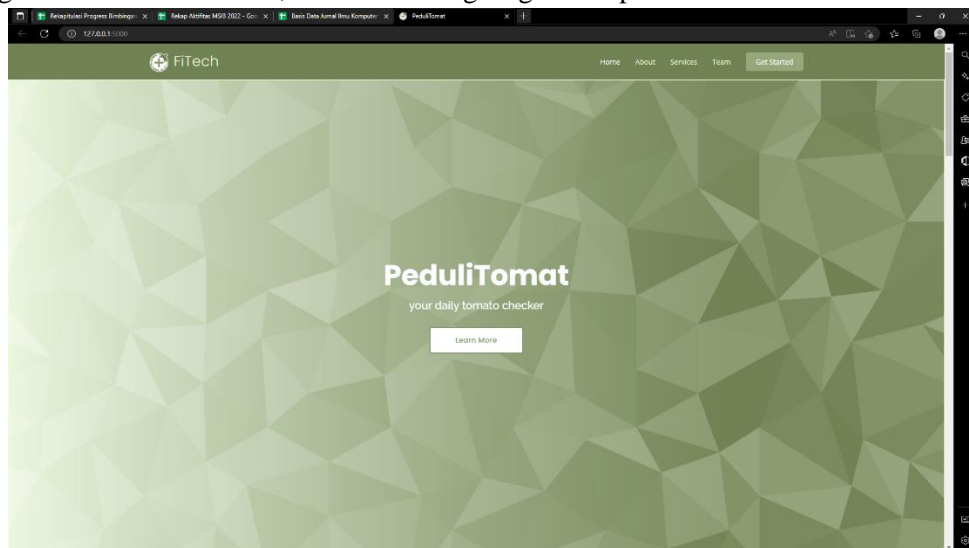 Rekapitulasi Progress Bimbingan
Rekap Aktifitas MSIB 2022 - Goo
Basis Data Jurnal Ilmu Komputer
PeduliTomat
127.0.0.1:5000
FiTech
Home About Services Team Get Started
PeduliTomat
your daily tomato checker
Learn More